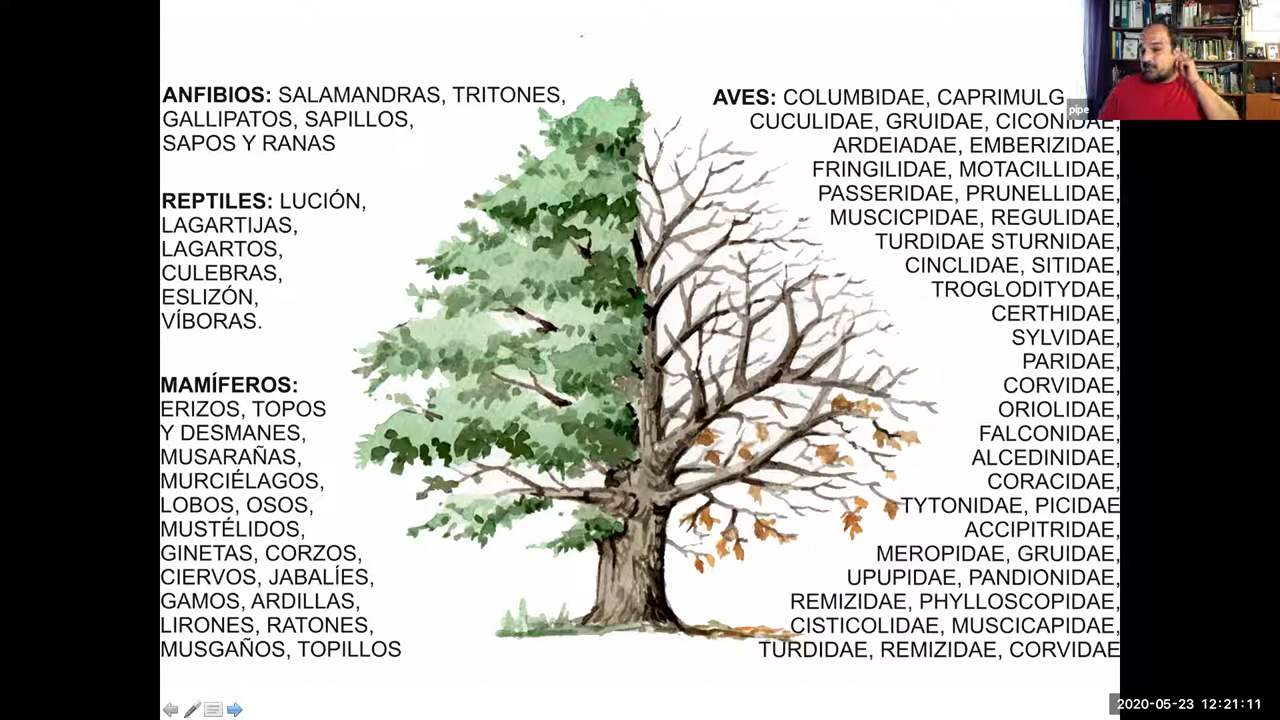 ANFIBIOS: SALAMANDRAS, TRITONES,
GALLIPATOS, SAPILLOS,
SAPOS Y RANAS
REPTILES: LUCIÓN,
LAGARTIJAS,
LAGARTOS,
CULEBRAS,
ESLIZÓN,
VÍBORAS.
MAMÍFEROS:
ERIZOS, TOPOS
Y DESMANES,
MUSARAÑAS,
MURCIÉLAGOS,
LOBOS, OSOS,
MUSTÉLIDOS,
GINETAS, CORZOS,
CIERVOS, JABALÍES,
GAMOS, ARDILLAS,
LIRONES, RATONES,
MUSGAÑOS, TOPILLOS
AVES: COLUMBIDAE, CAPRIMULG
CUCULIDAE, GRUIDAE, CICONIDAE,
ARDEIADAE, EMBERIZIDAE,
FRINGILIDAE, MOTACILLIDAE,
PASSERIDAE, PRUNELLIDAE,
MUSCICPIDAE, REGULIDAE,
TURDIDAE STURNIDAE,
CINCLIDAE, SITIDAE,
TROGLODITYDAE,
CERTHIDAE,
SYLVIDAE,
PARIDAE,
CORVIDAE,
ORIOLIDAE,
FALCONIDAE,
ALCEDINIDAE,
CORACIDAE,
TYTONIDAE, PICIDAE
ACCIPITRIDAE,
MEROPIDAE, GRUIDAE,
UPUPIDAE, PANDIONIDAE,
REMIZIDAE, PHYLLOSCOPIDAE,
CISTICOLIDAE, MUSCICAPIDAE,
TURDIDAE, REMIZIDAE, CORVIDAE
pipe
2020-05-23 12:21:11